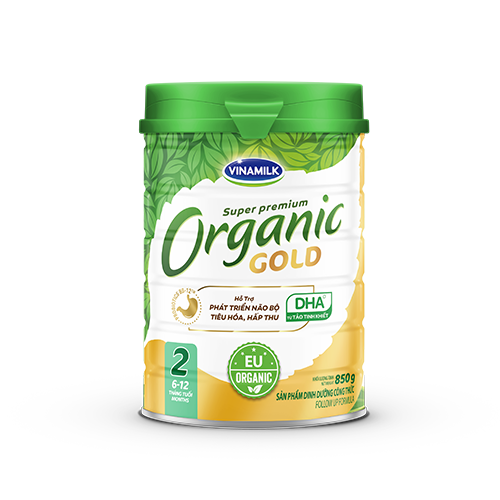 VINAMILK
Super premium
Organic
GOLD
Hỗ Trợ
PHÁT TRIỂN NÃO BỘ
TIÊU HÓA, HẤP THU
DHA
TỪ TẢO TINH KHIẾT
2
6-12
THÁNG TUỔI
MONTHS
EU
ORGANIC
850g
SẢN PHẨM DINH DƯỠNG CÔNG THỨC
FOLLOW UP FORMULA